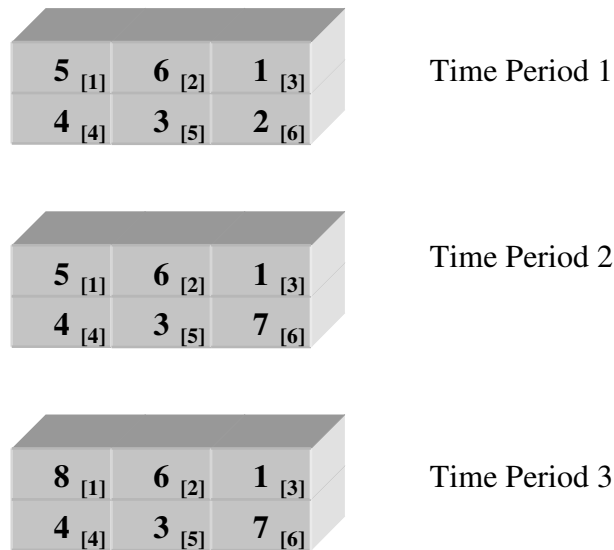 5 [1] 6 [2] 1 [3] Time Period 1
4 [4] 3 [5] 2 [6]
Time Period 2
5 [1] 6 [2] 1 [3]
4 [4] 3 [5] 7 [6]
8 [1] 6 [2] 1 [3] Time Period 3
4 [4] 3 [5] 7 [6]